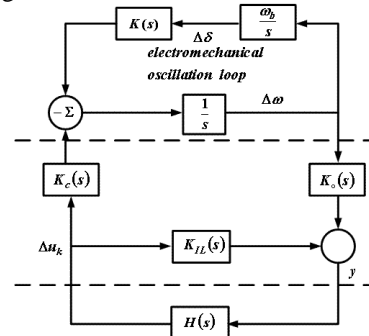 K(s)
ω_b
s
Δδ
electromechanical
oscillation loop
−Σ
1
s
Δω
K_c(s)
K_o(s)
Δu_k
K_IL(s)
y
H(s)